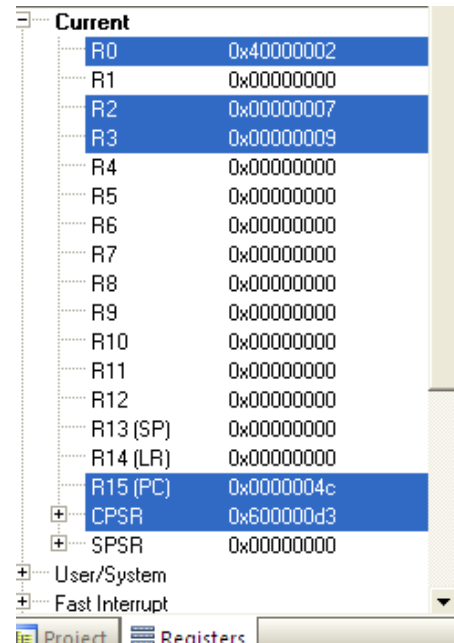 Current
R0 0x40000002
R1 0x00000000
R2 0x00000007
R3 0x00000009
R4 0x00000000
R5 0x00000000
R6 0x00000000
R7 0x00000000
R8 0x00000000
R9 0x00000000
R10 0x00000000
R11 0x00000000
R12 0x00000000
R13 (SP) 0x00000000
R14 (LR) 0x00000000
R15 (PC) 0x0000004c
CPSR 0x600000d3
SPSR 0x00000000
User/System
Fast Interrupt
Project Registers